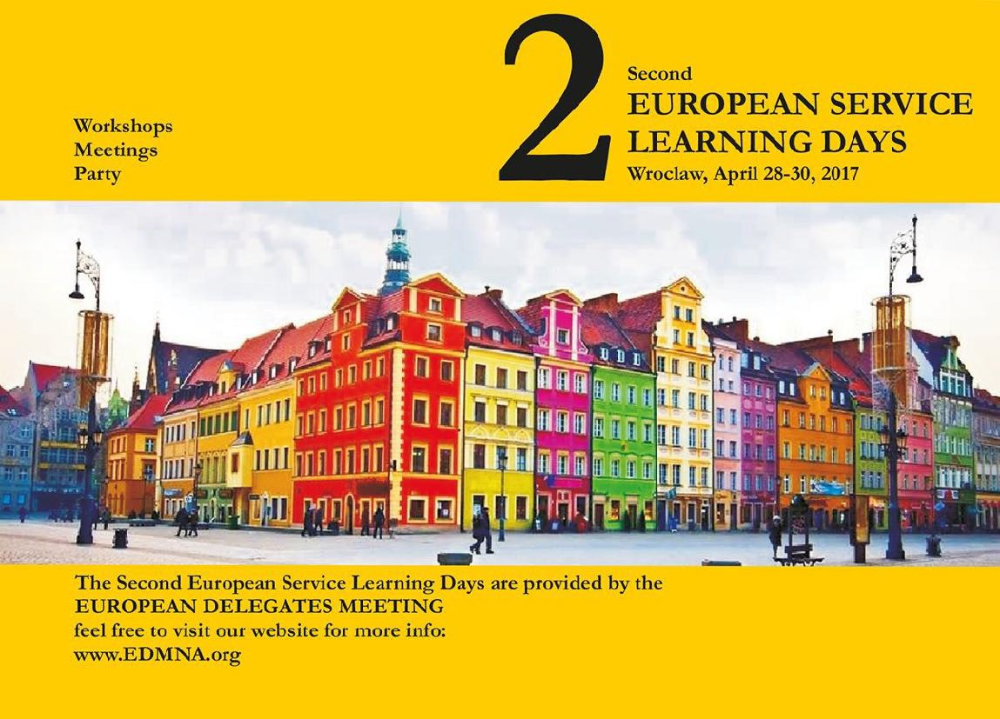 Workshops
Meetings
Party
2
Second
EUROPEAN SERVICE
LEARNING DAYS
Wroclaw, April 28-30, 2017
The Second European Service Learning Days are provided by the
EUROPEAN DELEGATES MEETING
feel free to visit our website for more info:
www.EDMNA.org